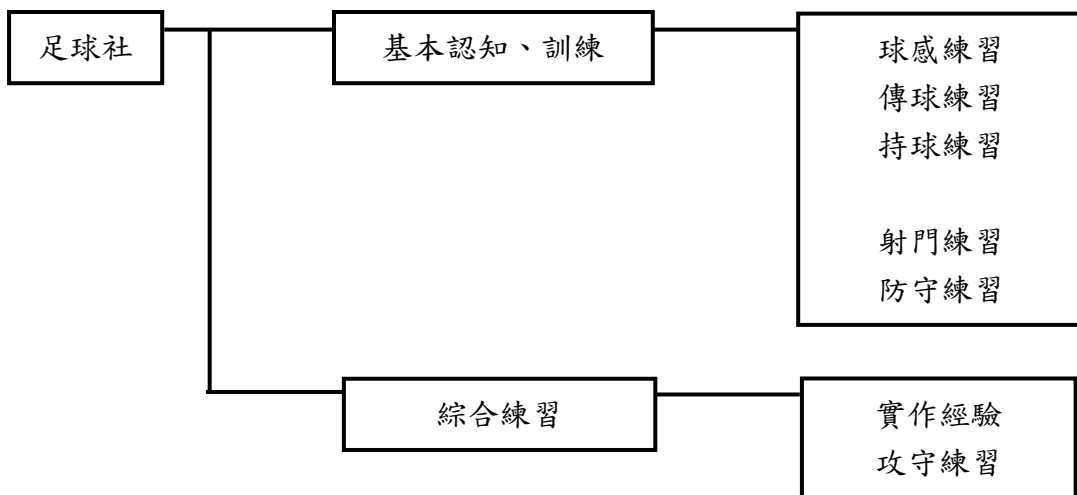 足球社
基本認知、訓練
球感練習
傳球練習
持球練習
射門練習
防守練習
綜合練習
實作經驗
攻守練習